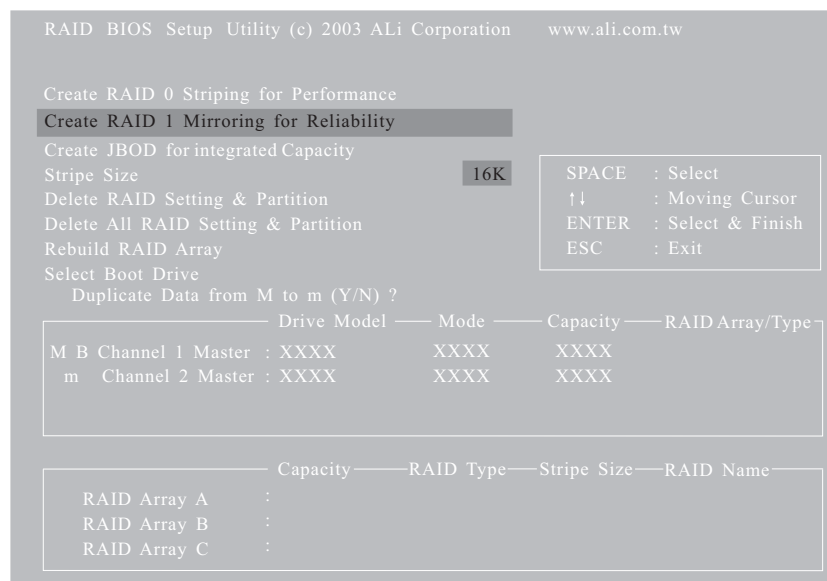 RAID BIOS Setup Utility (c) 2003 ALi Corporation www.ali.com.tw
Create RAID 0 Striping for Performance
Create RAID 1 Mirroring for Reliability
Create JBOD for integrated Capacity
Stripe Size 16K
Delete RAID Setting & Partition
Delete All RAID Setting & Partition
Rebuild RAID Array
Select Boot Drive
Duplicate Data from M to m (Y/N) ?
SPACE : Select
↑↓ : Moving Cursor
ENTER : Select & Finish
ESC : Exit
Drive Model Mode Capacity RAID Array/Type
M B Channel 1 Master : XXXX XXXX XXXX
m Channel 2 Master : XXXX XXXX XXXX
Capacity RAID Type Stripe Size RAID Name
RAID Array A :
RAID Array B :
RAID Array C :